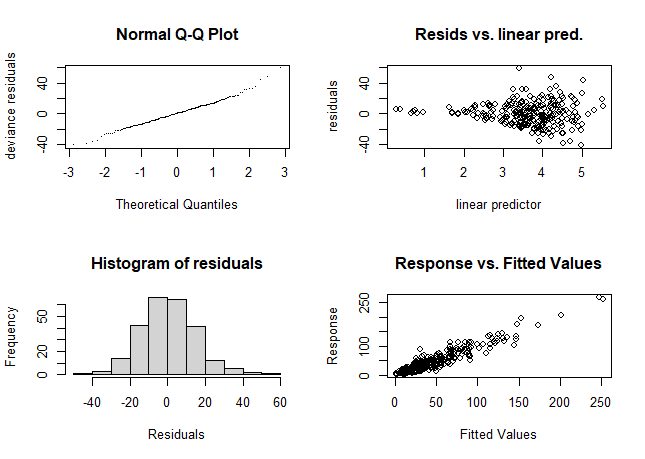 Normal Q-Q Plot
deviance residuals
-40 0 40
-3 -2 -1 0 1 2 3
Theoretical Quantiles
Resids vs. linear pred.
residuals
-40 0 40
1 2 3 4 5
linear predictor
Histogram of residuals
Frequency
0 20 50
-40 -20 0 20 40 60
Residuals
Response vs. Fitted Values
Response
0 100 250
0 50 100 150 200 250
Fitted Values